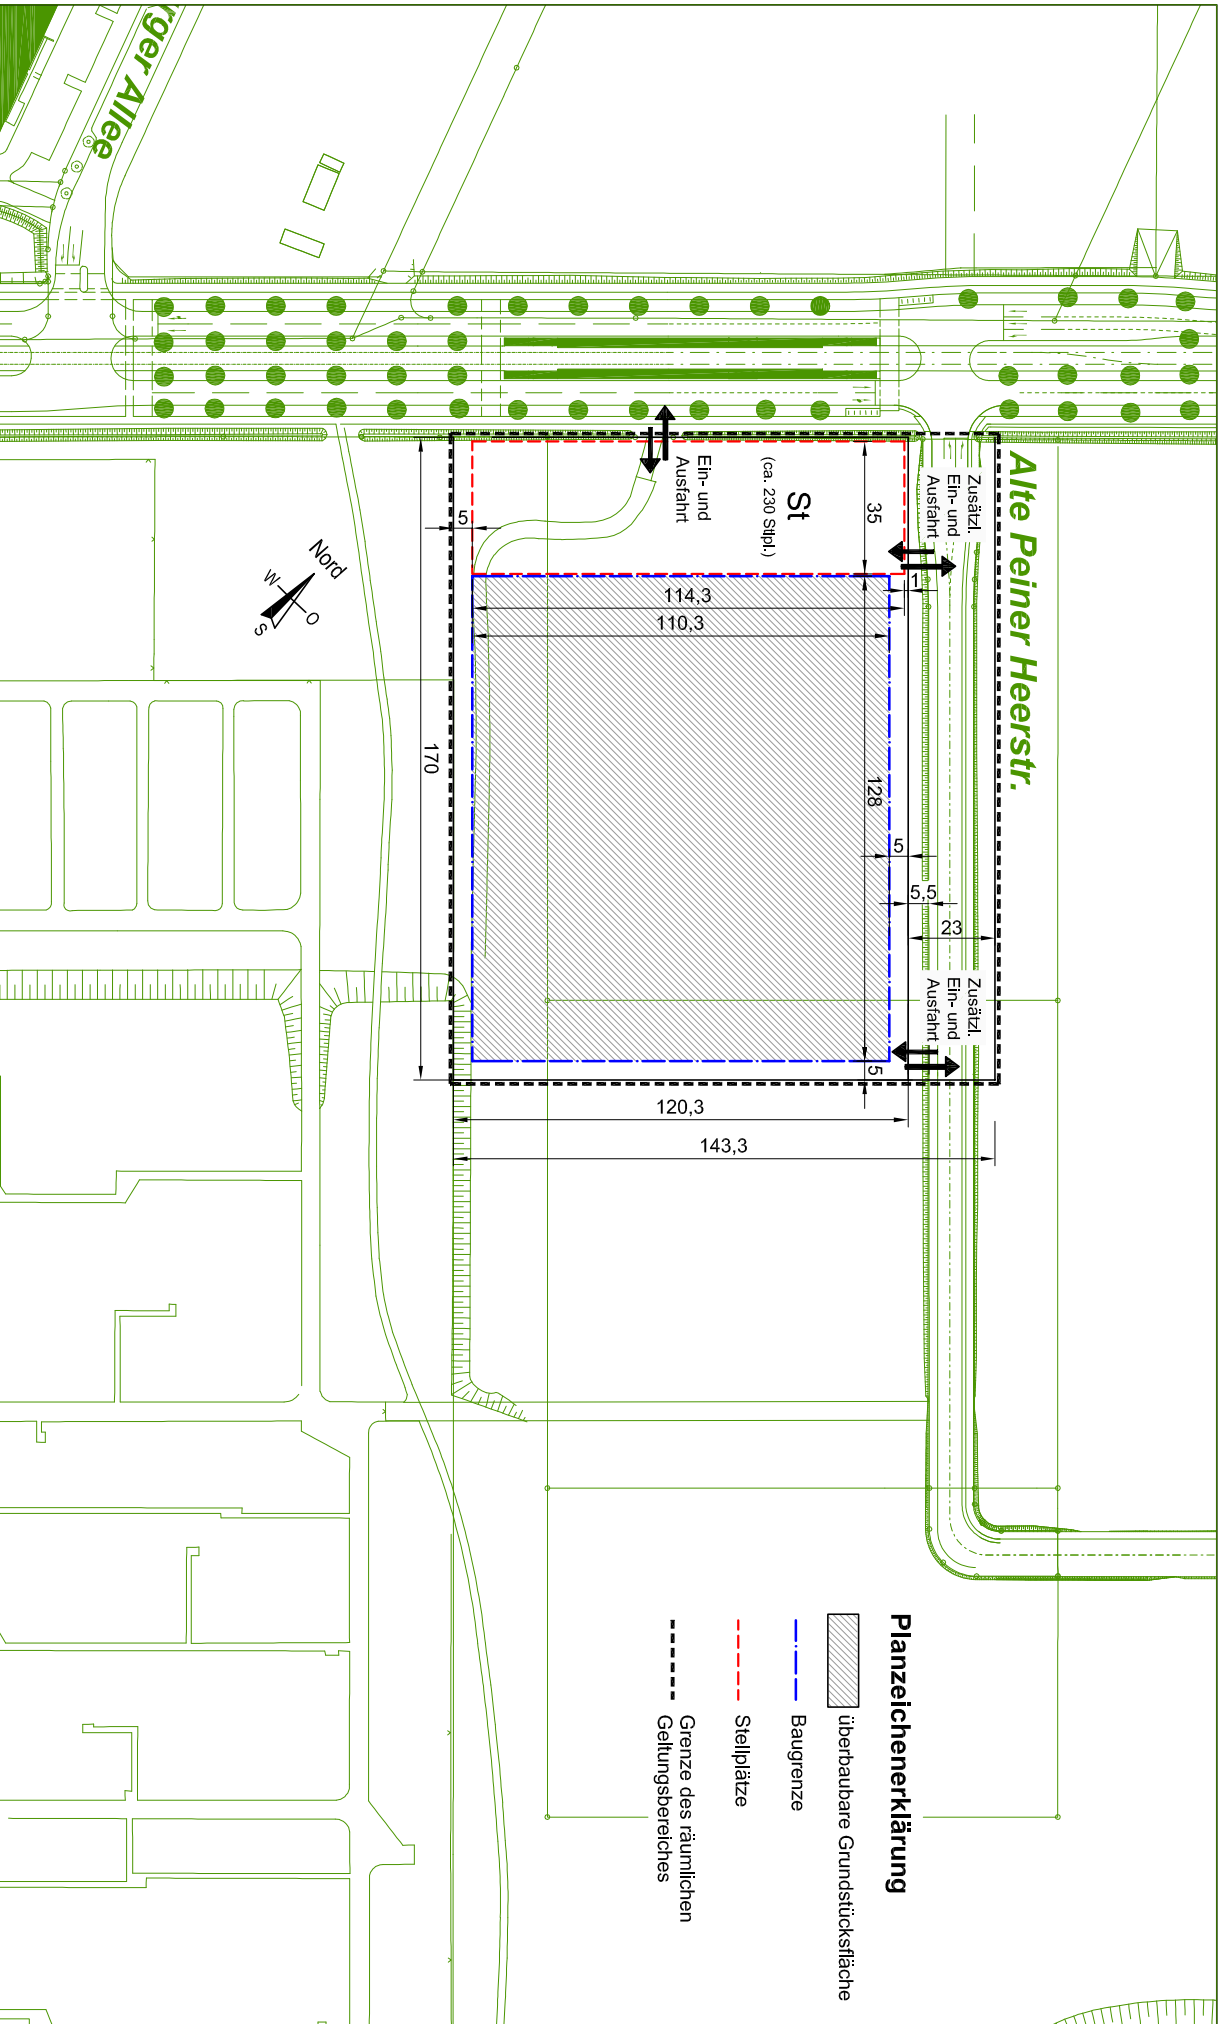 rger Allee
Alte Peiner Heerstr.
Zusätzl.
Ein- und
Ausfahrt
35
St
(ca. 230 Stlpl.)
Ein- und
Ausfahrt
5
1
114,3
110,3
Nord
W
O
S
170
128
5
5,5
23
Zusätzl.
Ein- und
Ausfahrt
5
120,3
143,3
Planzeichenerklärung
überbaubare Grundstücksfläche
Baugrenze
Stellplätze
Grenze des räumlichen
Geltungsbereiches